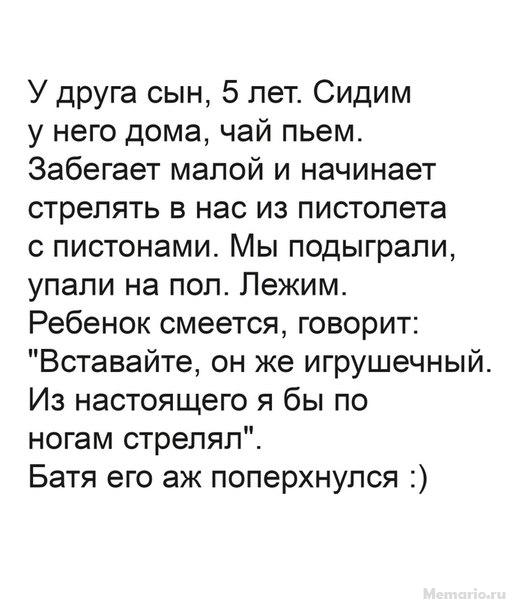 У друга сын, 5 лет. Сидим
у него дома, чай пьем.
Забегает малой и начинает
стрелять в нас из пистолета
с пистонами. Мы подыграли,
упали на пол. Лежим.
Ребенок смеется, говорит:
"Вставайте, он же игрушечный.
Из настоящего я бы по
ногам стрелял".
Батя его аж поперхнулся :)
Memario.ru